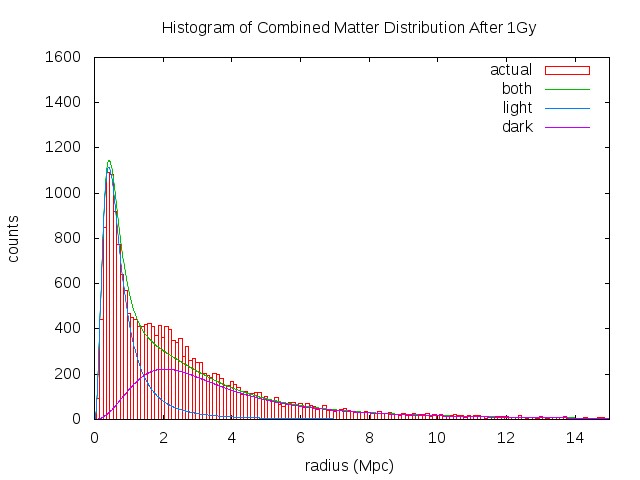 Histogram of Combined Matter Distribution After 1Gy
1600
1400
1200
1000
800
600
400
200
0
counts
actual
both
light
dark
0 2 4 6 8 10 12 14
radius (Mpc)